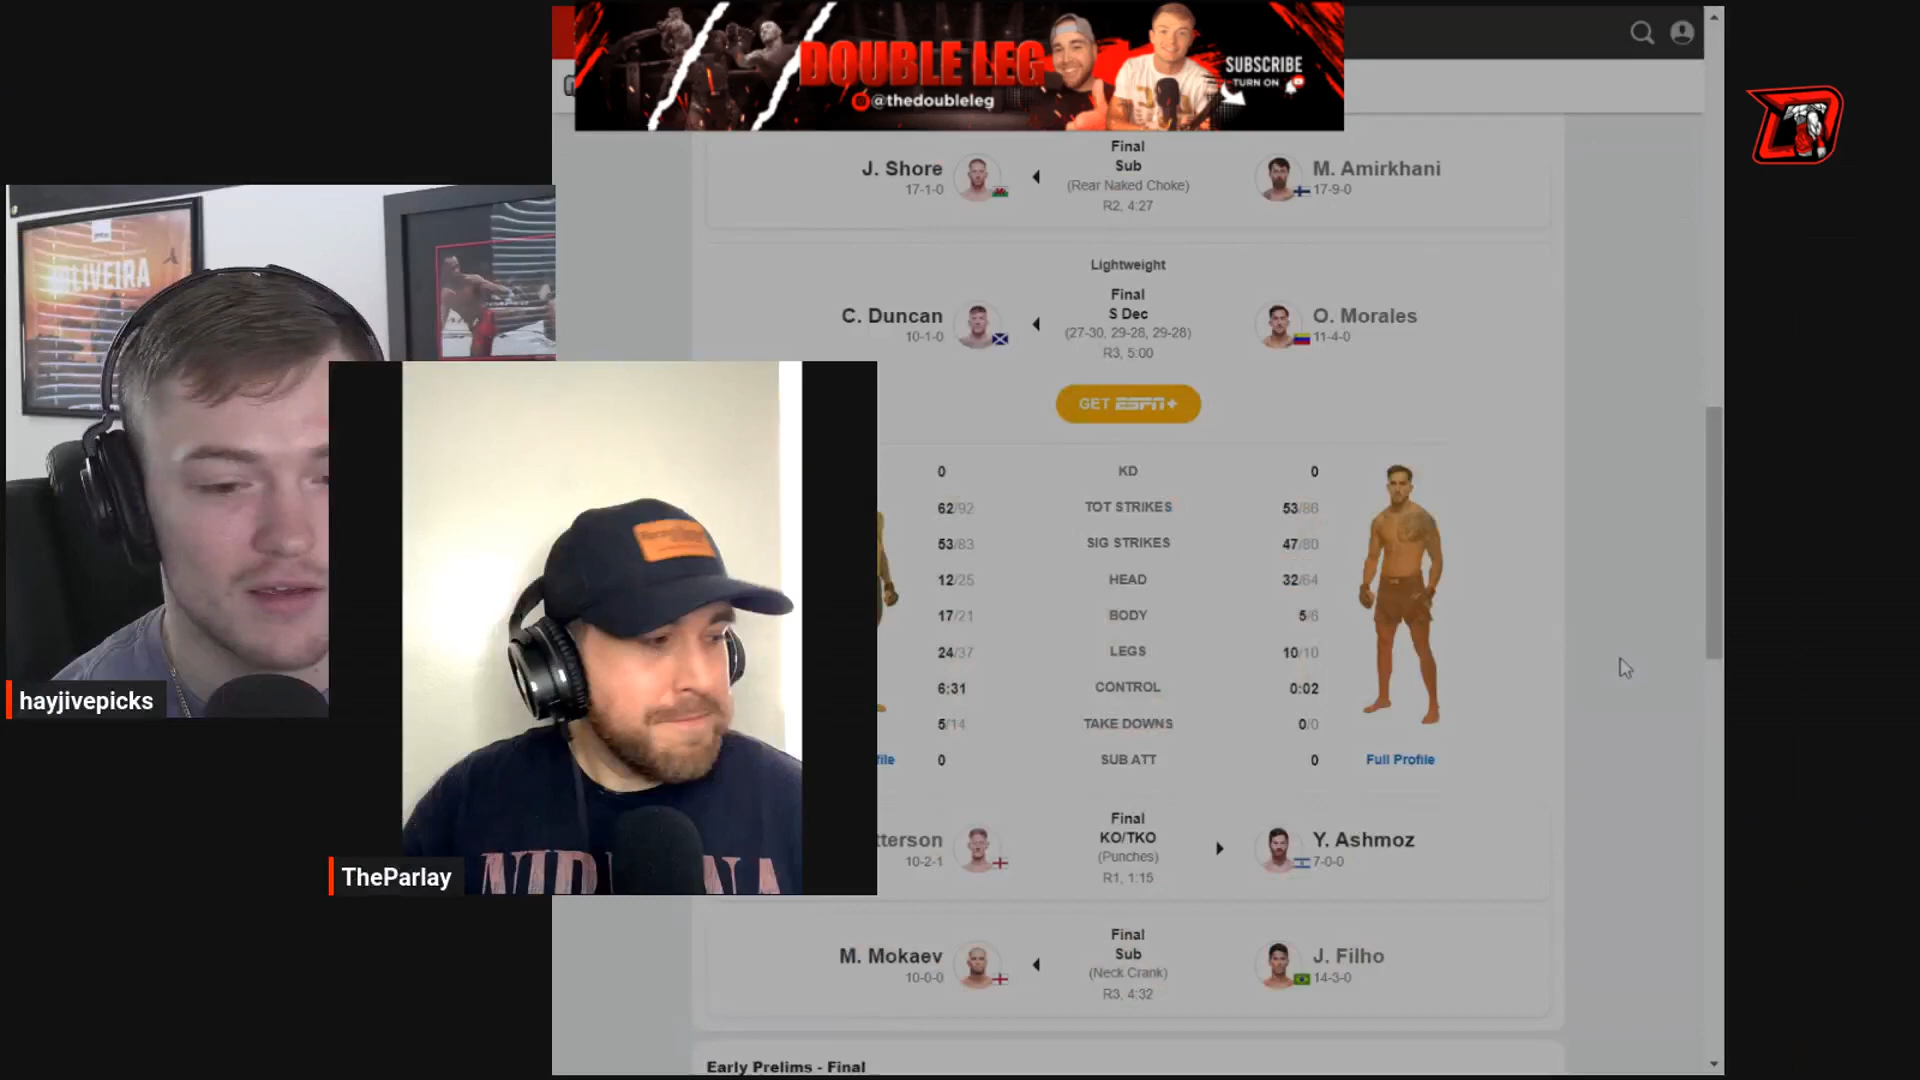 DOUBLE LEG
@thedoubleleg
SUBSCRIBE
TURN ON
OLIVEIRA
hayjivepicks
TheParlay
J. Shore
17-1-0
Final
Sub
(Rear Naked Choke)
R2, 4:27
M. Amirkhani
17-9-0
Lightweight
C. Duncan
10-1-0
Final
S Dec
(27-30, 29-28, 29-28)
R3, 5:00
O. Morales
11-4-0
GET ESPN+
0 KD 0
62/92 TOT STRIKES 53/86
53/83 SIG STRIKES 47/80
12/25 HEAD 32/64
17/21 BODY 5/6
24/37 LEGS 10/10
6:31 CONTROL 0:02
5/14 TAKE DOWNS 0/0
0 SUB ATT 0
file
Full Profile
tterson
10-2-1
Final
KO/TKO
(Punches)
R1, 1:15
Y. Ashmoz
7-0-0
M. Mokaev
10-0-0
Final
Sub
(Neck Crank)
R3, 4:32
J. Filho
14-3-0
Early Prelims - Final